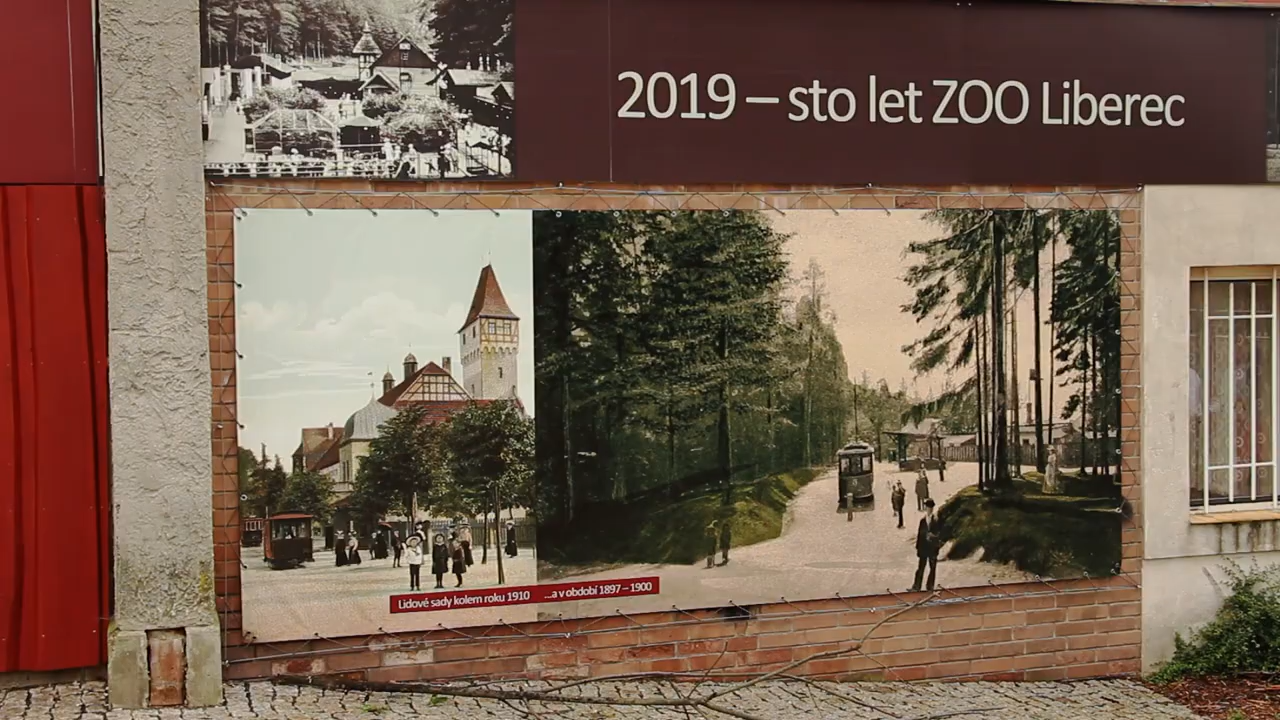 2019 – sto let ZOO Liberec
Lidové sady kolem roku 1910 ...a v období 1897 – 1900